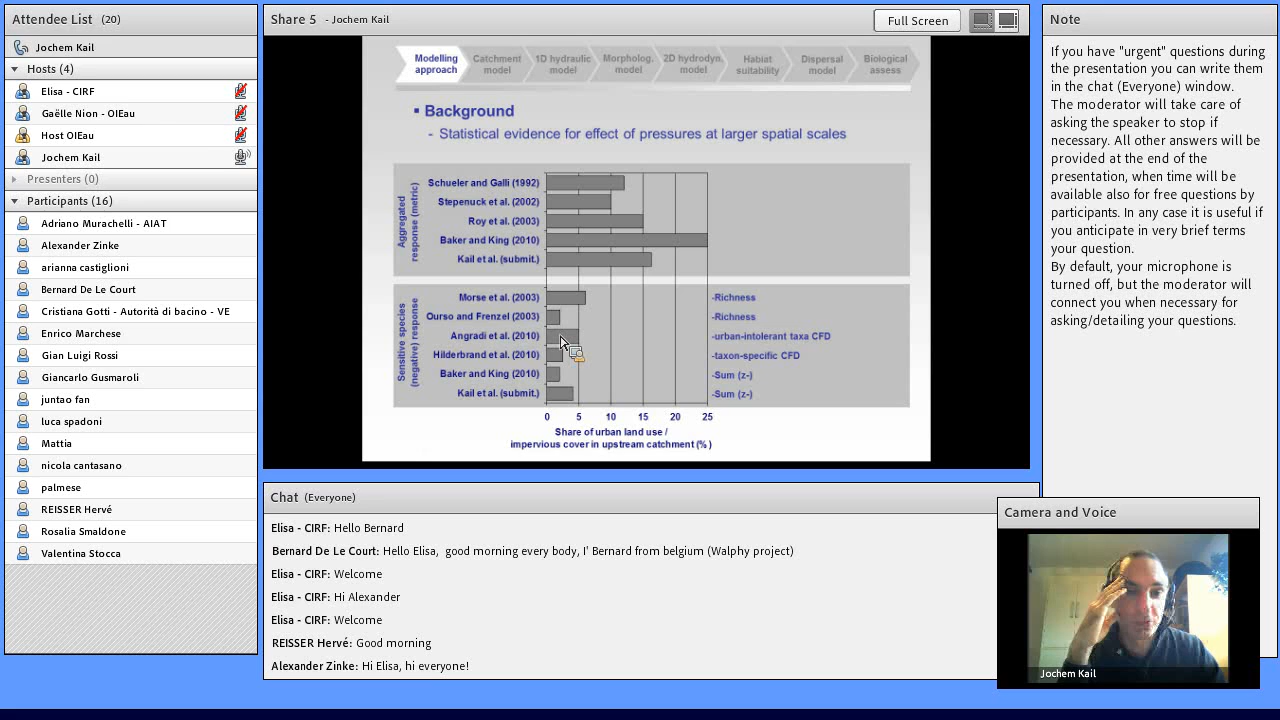 Attendee List (20)
Jochem Kail
Hosts (4)
Elisa - CIRF
Gaëlle Nion - OIEau
Host OIEau
Jochem Kail
Presenters (0)
Participants (16)
Adriano Murachelli - AIAT
Alexander Zinke
arianna castiglioni
Bernard De Le Court
Cristiana Gotti - Autorità di bacino - VE
Enrico Marchese
Gian Luigi Rossi
Giancarlo Gusmaroli
juntao fan
luca spadoni
Mattia
nicola cantasano
palmese
REISSER Hervé
Rosalia Smaldone
Valentina Stocca
Share 5 - Jochem Kail
Full Screen
Modelling approach
Catchment model
1D hydraulic model
Morpholog. model
2D hydrodyn. model
Habiat suitability
Dispersal model
Biological assess
Background
- Statistical evidence for effect of pressures at larger spatial scales
Aggregated response (metric)
Schueler and Galli (1992)
Stepenuck et al. (2002)
Roy et al. (2003)
Baker and King (2010)
Kail et al. (submit.)
Sensitive species (negative) response
Morse et al. (2003) -Richness
Ourso and Frenzel (2003) -Richness
Angradi et al. (2010) -urban-intolerant taxa CFD
Hilderbrand et al. (2010) -taxon-specific CFD
Baker and King (2010) -Sum (z-)
Kail et al. (submit.) -Sum (z-)
0 5 10 15 20 25
Share of urban land use /
impervious cover in upstream catchment (%)
Chat (Everyone)
Elisa - CIRF: Hello Bernard
Bernard De Le Court: Hello Elisa, good morning every body, I' Bernard from belgium (Walphy project)
Elisa - CIRF: Welcome
Elisa - CIRF: Hi Alexander
Elisa - CIRF: Welcome
REISSER Hervé: Good morning
Alexander Zinke: Hi Elisa, hi everyone!
Note
If you have "urgent" questions during
the presentation you can write them
in the chat (Everyone) window.
The moderator will take care of
asking the speaker to stop if
necessary. All other answers will be
provided at the end of the
presentation, when time will be
available also for free questions by
participants. In any case it is useful if
you anticipate in very brief terms
your question.
By default, your microphone is
turned off, but the moderator will
connect you when necessary for
asking/detailing your questions.
Camera and Voice
Jochem Kail